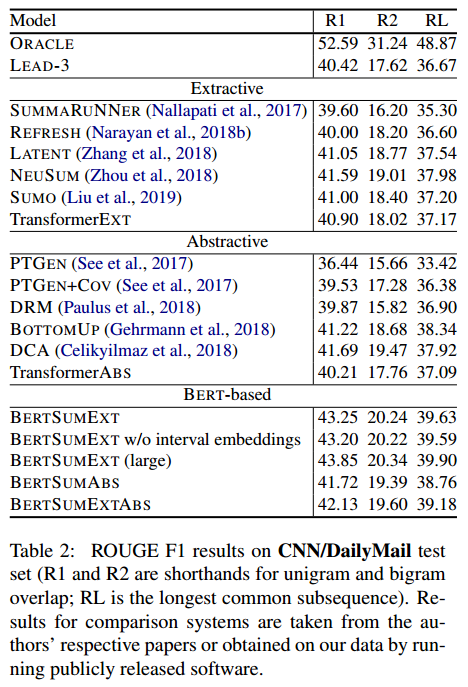 Model R1 R2 RL
ORACLE 52.59 31.24 48.87
LEAD-3 40.42 17.62 36.67
Extractive
SUMMARUNNER (Nallapati et al., 2017) 39.60 16.20 35.30
REFRESH (Narayan et al., 2018b) 40.00 18.20 36.60
LATENT (Zhang et al., 2018) 41.05 18.77 37.54
NEUSUM (Zhou et al., 2018) 41.59 19.01 37.98
SUMO (Liu et al., 2019) 41.00 18.40 37.20
TransformerEXT 40.90 18.02 37.17
Abstractive
PTGEN (See et al., 2017) 36.44 15.66 33.42
PTGEN+COV (See et al., 2017) 39.53 17.28 36.38
DRM (Paulus et al., 2018) 39.87 15.82 36.90
BOTTOMUP (Gehrmann et al., 2018) 41.22 18.68 38.34
DCA (Celikyilmaz et al., 2018) 41.69 19.47 37.92
TransformerABS 40.21 17.76 37.09
BERT-based
BERTSUMEXT 43.25 20.24 39.63
BERTSUMEXT w/o interval embeddings 43.20 20.22 39.59
BERTSUMEXT (large) 43.85 20.34 39.90
BERTSUMABS 41.72 19.39 38.76
BERTSUMEXTABS 42.13 19.60 39.18
Table 2: ROUGE F1 results on CNN/DailyMail test
set (R1 and R2 are shorthands for unigram and bigram
overlap; RL is the longest common subsequence). Re-
sults for comparison systems are taken from the au-
thors' respective papers or obtained on our data by run-
ning publicly released software.